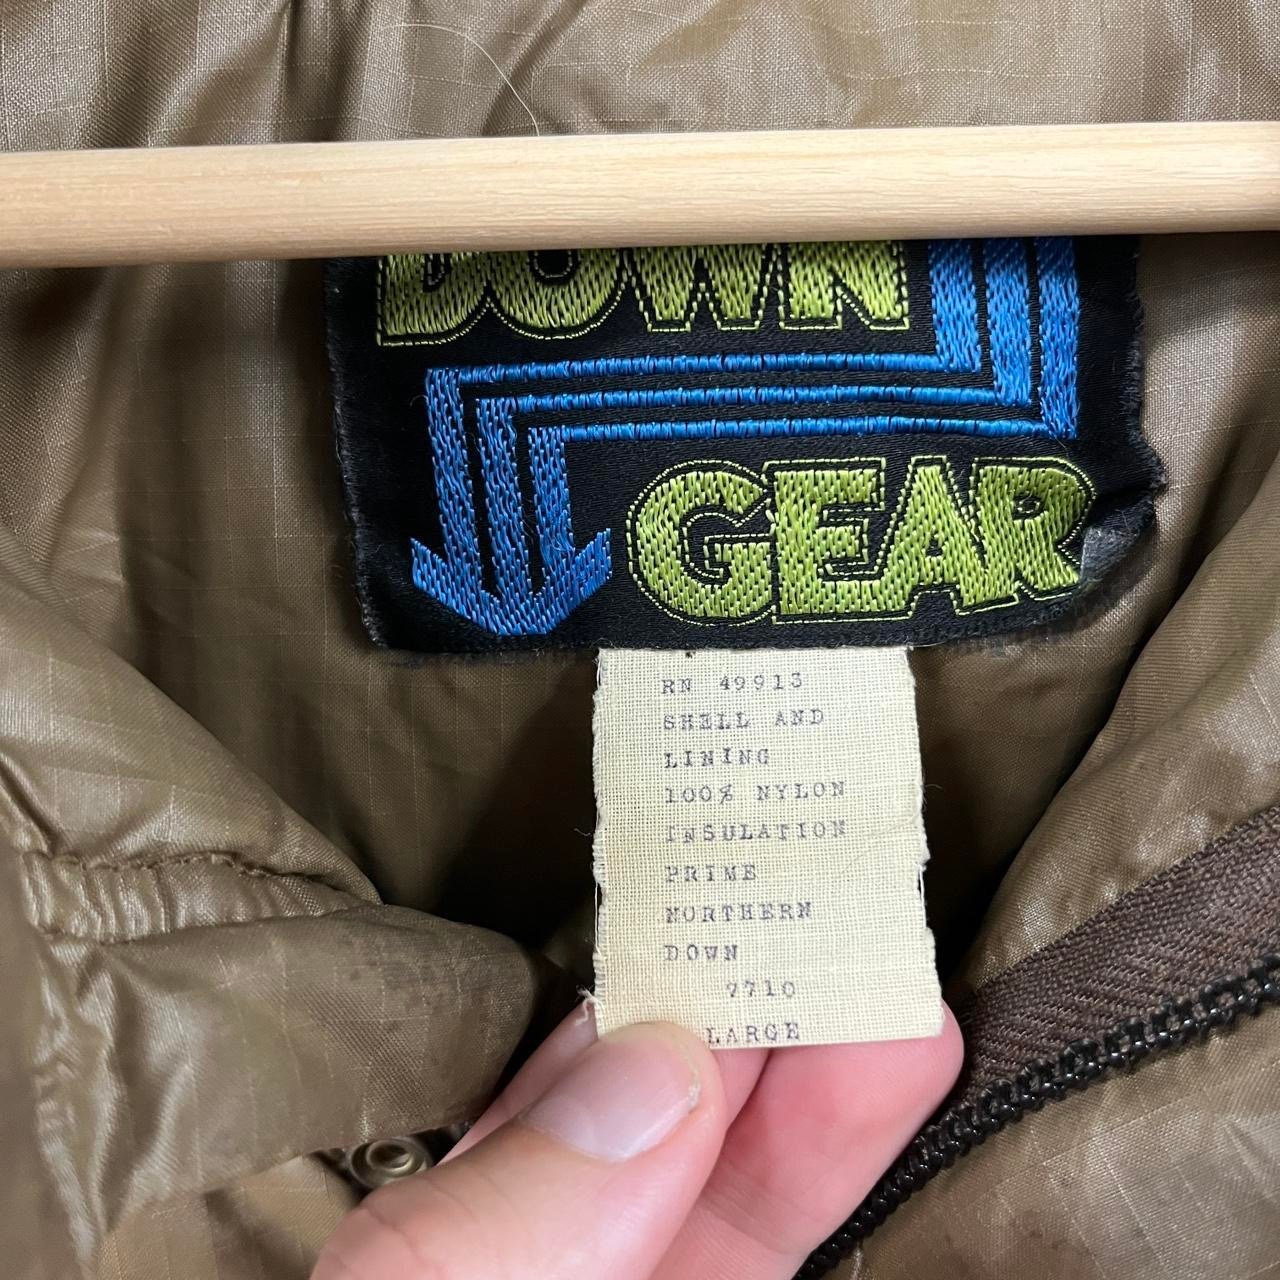 DOWN
GEAR
RN 49913
SHELL AND
LINING
100% NYLON
INSULATION
PRIME
NORTHERN
DOWN
7710
LARGE